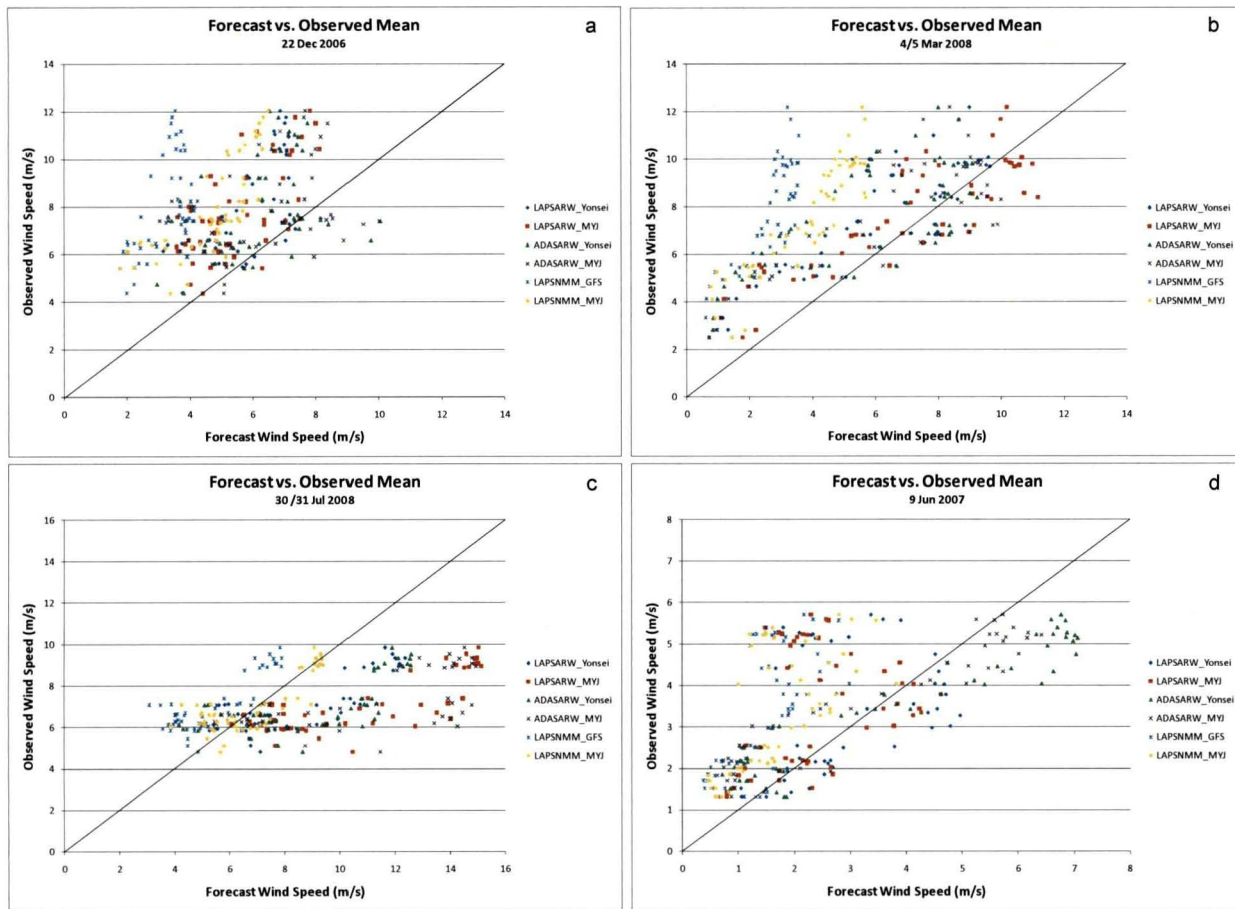 Forecast vs. Observed Mean
22 Dec 2006
a
14
12
10
8
6
4
2
0
Observed Wind Speed (m/s)
0 2 4 6 8 10 12 14
Forecast Wind Speed (m/s)
LAPSARW_Yonsei
LAPSARW_MYJ
ADASARW_Yonsei
ADASARW_MYJ
LAPSNMM_GFS
LAPSNMM_MYJ
Forecast vs. Observed Mean
4/5 Mar 2008
b
14
12
10
8
6
4
2
0
Observed Wind Speed (m/s)
0 2 4 6 8 10 12 14
Forecast Wind Speed (m/s)
LAPSARW_Yonsei
LAPSARW_MYJ
ADASARW_Yonsei
ADASARW_MYJ
LAPSNMM_GFS
LAPSNMM_MYJ
Forecast vs. Observed Mean
30 /31 Jul 2008
c
16
14
12
10
8
6
4
2
0
Observed Wind Speed (m/s)
0 2 4 6 8 10 12 14 16
Forecast Wind Speed (m/s)
LAPSARW_Yonsei
LAPSARW_MYJ
ADASARW_Yonsei
ADASARW_MYJ
LAPSNMM_GFS
LAPSNMM_MYJ
Forecast vs. Observed Mean
9 Jun 2007
d
8
7
6
5
4
3
2
1
0
Observed Wind Speed (m/s)
0 1 2 3 4 5 6 7 8
Forecast Wind Speed (m/s)
LAPSARW_Yonsei
LAPSARW_MYJ
ADASARW_Yonsei
ADASARW_MYJ
LAPSNMM_GFS
LAPSNMM_MYJ